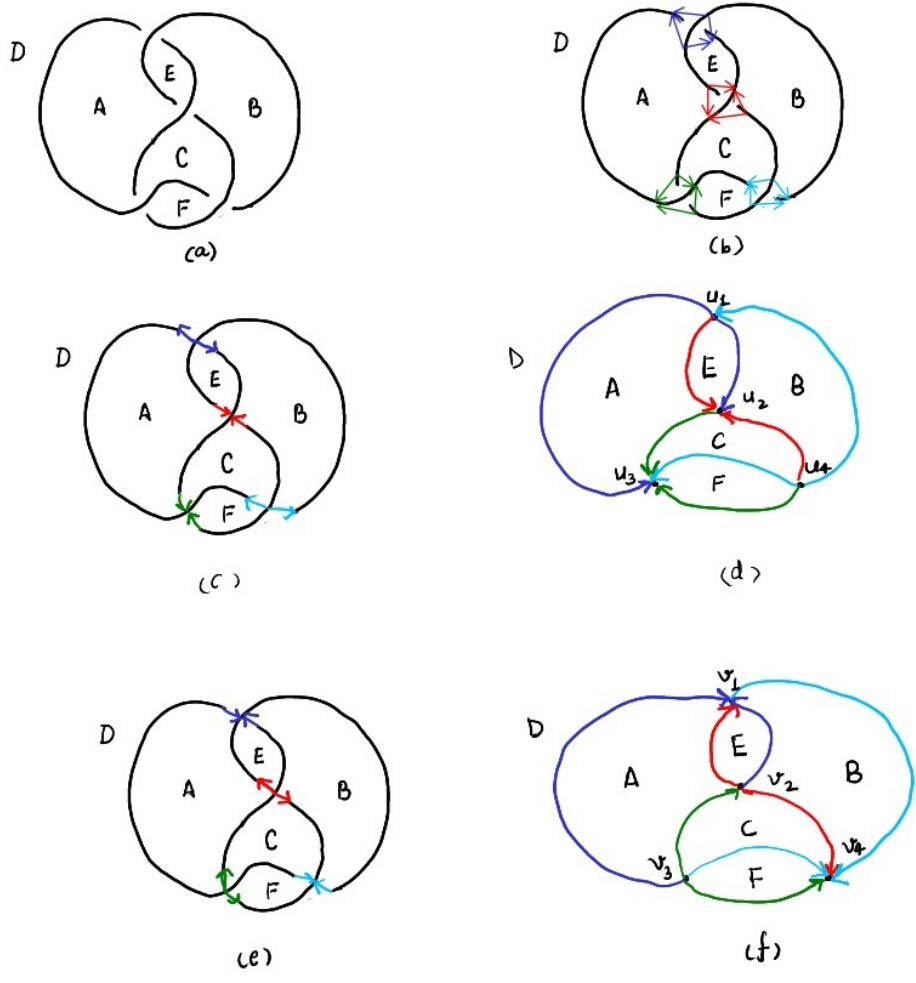 D A E B C F
(a)
D A E B C F
(b)
D A E B C F
(c)
D A E B C F u1 u2 u3 u4
(d)
D A E B C F
(e)
D A E B C F v1 v2 v3 v4
(f)